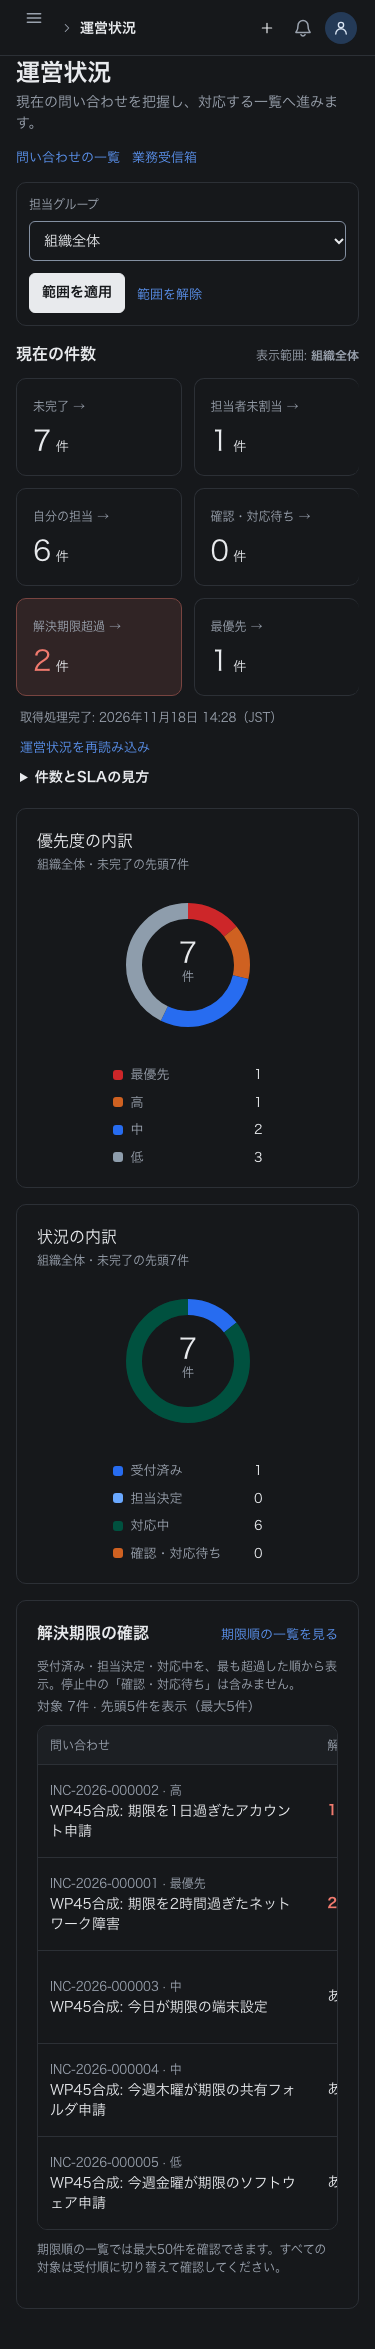 運営状況
運営状況
現在の問い合わせを把握し、対応する一覧へ進みま
す。
問い合わせの一覧 業務受信箱
担当グループ
組織全体
範囲を適用 範囲を解除
現在の件数 表示範囲: 組織全体
未完了 → 担当者未割当 →
7 件 1 件
自分の担当 → 確認・対応待ち →
6 件 0 件
解決期限超過 → 最優先 →
2 件 1 件
取得処理完了: 2026年11月18日 14:28（JST）
運営状況を再読み込み
▶ 件数とSLAの見方
優先度の内訳
組織全体・未完了の先頭7件
7
件
最優先 1
高 1
中 2
低 3
状況の内訳
組織全体・未完了の先頭7件
7
件
受付済み 1
担当決定 0
対応中 6
確認・対応待ち 0
解決期限の確認 期限順の一覧を見る
受付済み・担当決定・対応中を、最も超過した順から表
示。停止中の「確認・対応待ち」は含みません。
対象 7件 · 先頭5件を表示（最大5件）
問い合わせ 解
INC-2026-000002 · 高
WP45合成: 期限を1日過ぎたアカウン 1
ト申請
INC-2026-000001 · 最優先
WP45合成: 期限を2時間過ぎたネット 2
ワーク障害
INC-2026-000003 · 中 あ
WP45合成: 今日が期限の端末設定
INC-2026-000004 · 中
WP45合成: 今週木曜が期限の共有フォ あ
ルダ申請
INC-2026-000005 · 低
WP45合成: 今週金曜が期限のソフトウ あ
ェア申請
期限順の一覧では最大50件を確認できます。すべての
対象は受付順に切り替えて確認してください。